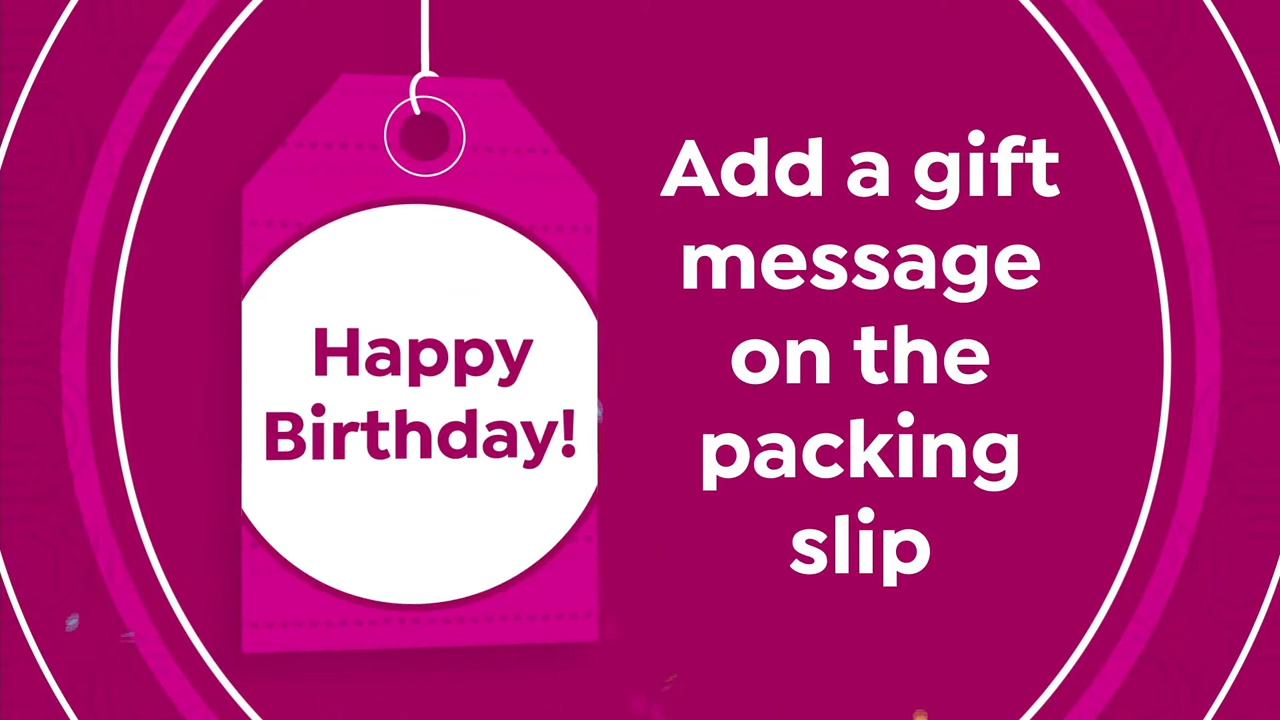 Happy
Birthday!
Add a gift
message
on the
packing
slip